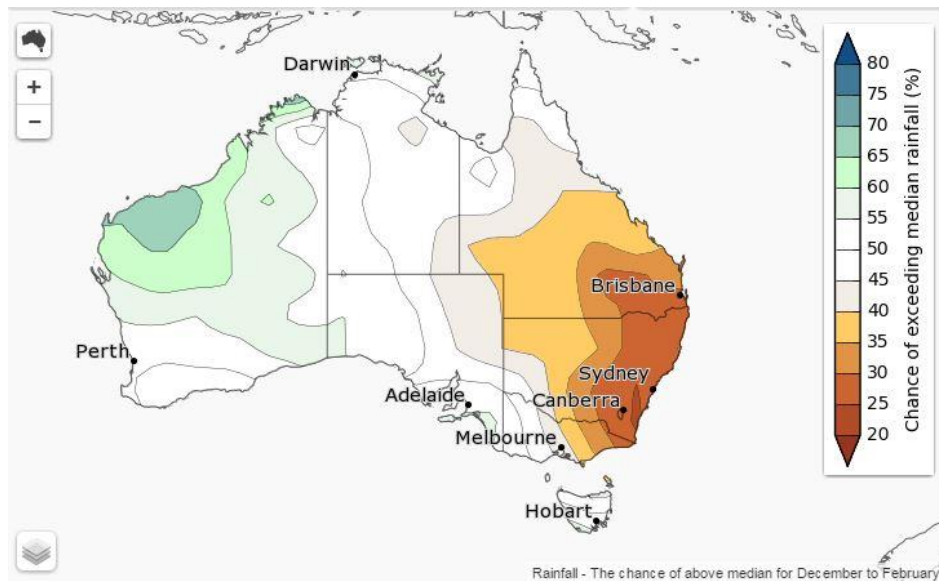 Darwin
Perth
Adelaide
Melbourne
Hobart
Brisbane
Sydney
Canberra
+
−
80
75
70
65
60
55
50
45
40
35
30
25
20
Chance of exceeding median rainfall (%)
Rainfall - The chance of above median for December to February